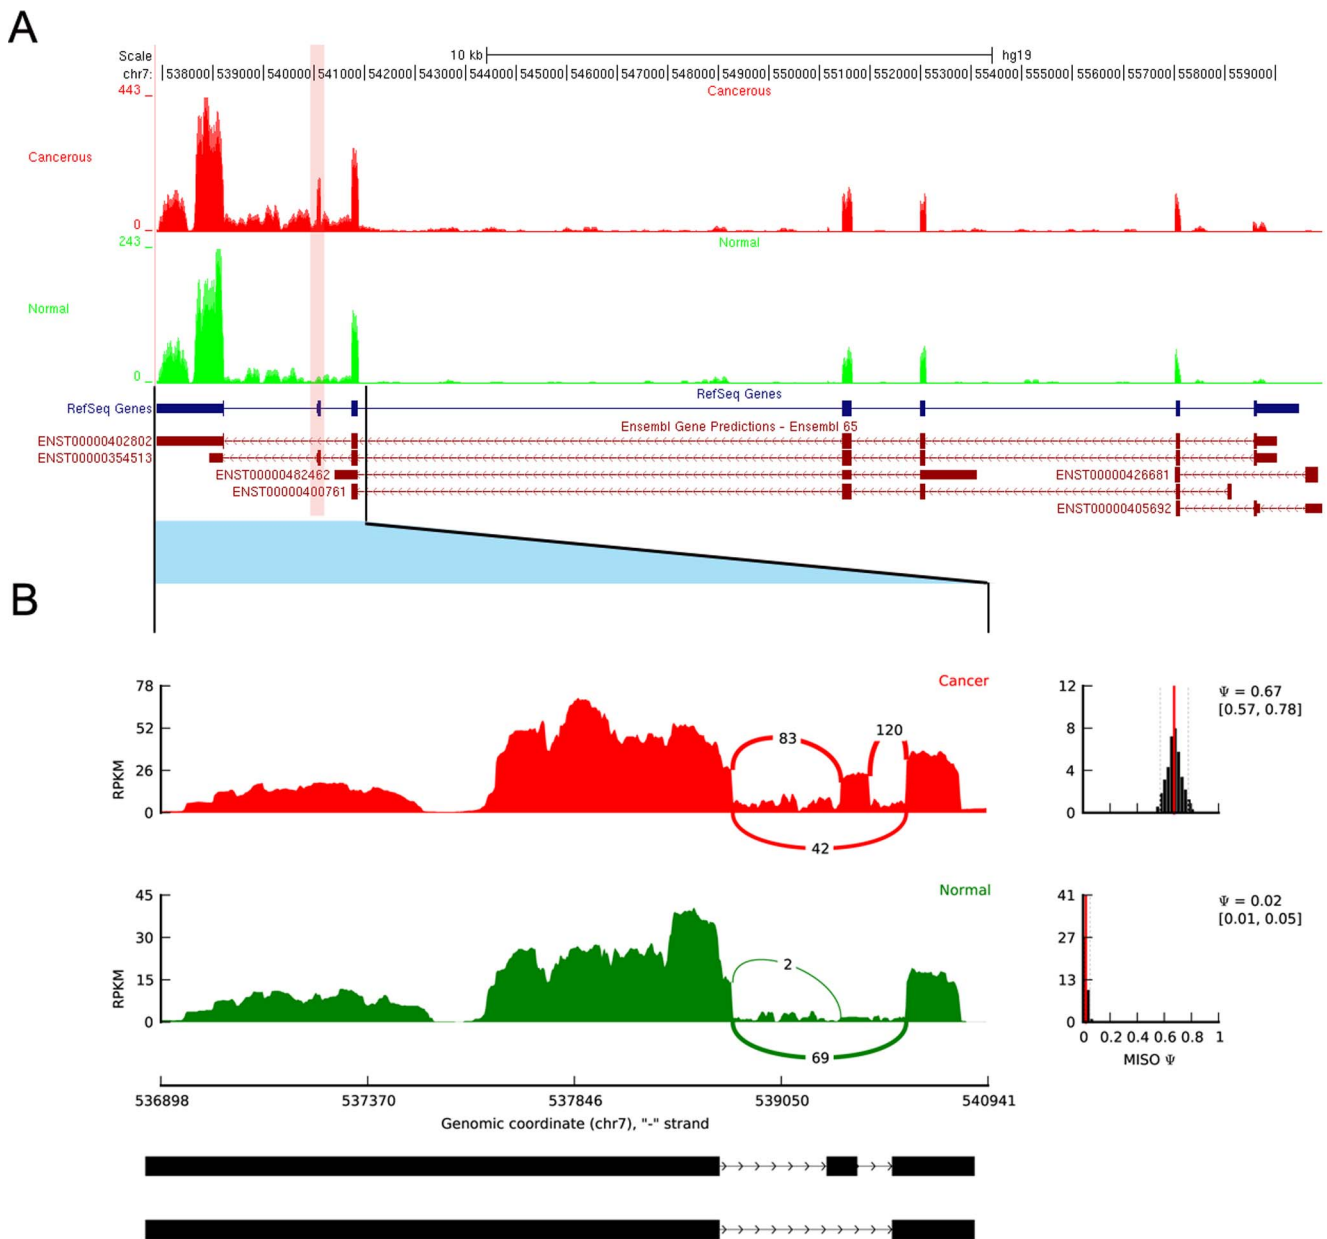 A
Scale 10 kb hg19
chr7: 538000 539000 540000 541000 542000 543000 544000 545000 546000 547000 548000 549000 550000 551000 552000 553000 554000 555000 556000 557000 558000 559000
443 Cancerous
Cancerous
0
243 Normal
Normal
0
RefSeq Genes
RefSeq Genes
Ensembl Gene Predictions - Ensembl 65
ENST00000402802
ENST00000354513
ENST00000482462 ENST00000426681
ENST00000400761
ENST00000405692
B
Cancer
78
52
26
0
RPKM
83 120
42
12
8
4
0
Ψ = 0.67
[0.57, 0.78]
Normal
45
30
15
0
RPKM
2
69
41
27
13
0
Ψ = 0.02
[0.01, 0.05]
0 0.2 0.4 0.6 0.8 1
MISO Ψ
536898 537370 537846 539050 540941
Genomic coordinate (chr7), "-" strand